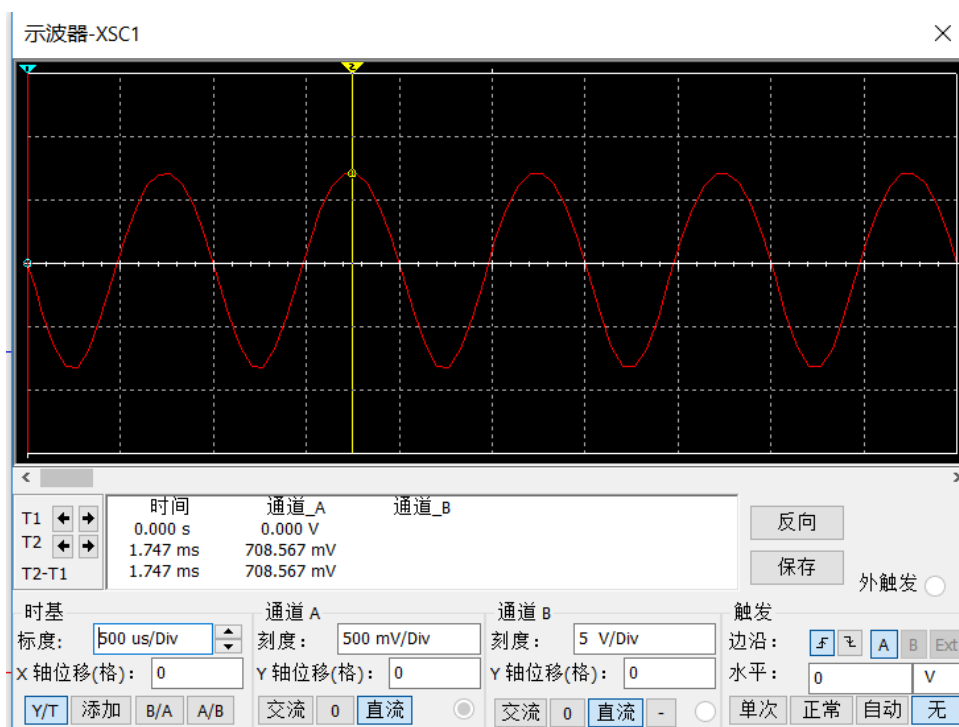 示波器-XSC1
1
2
时间 通道_A 通道_B
T1 0.000 s 0.000 V
T2 1.747 ms 708.567 mV
T2-T1 1.747 ms 708.567 mV
反向
保存
外触发
时基 通道 A 通道 B 触发
标度: 500 us/Div 刻度: 500 mV/Div 刻度: 5 V/Div 边沿: A B Ext
X 轴位移(格): 0 Y 轴位移(格): 0 Y 轴位移(格): 0 水平: 0 V
Y/T 添加 B/A A/B 交流 0 直流 交流 0 直流 - 单次 正常 自动 无